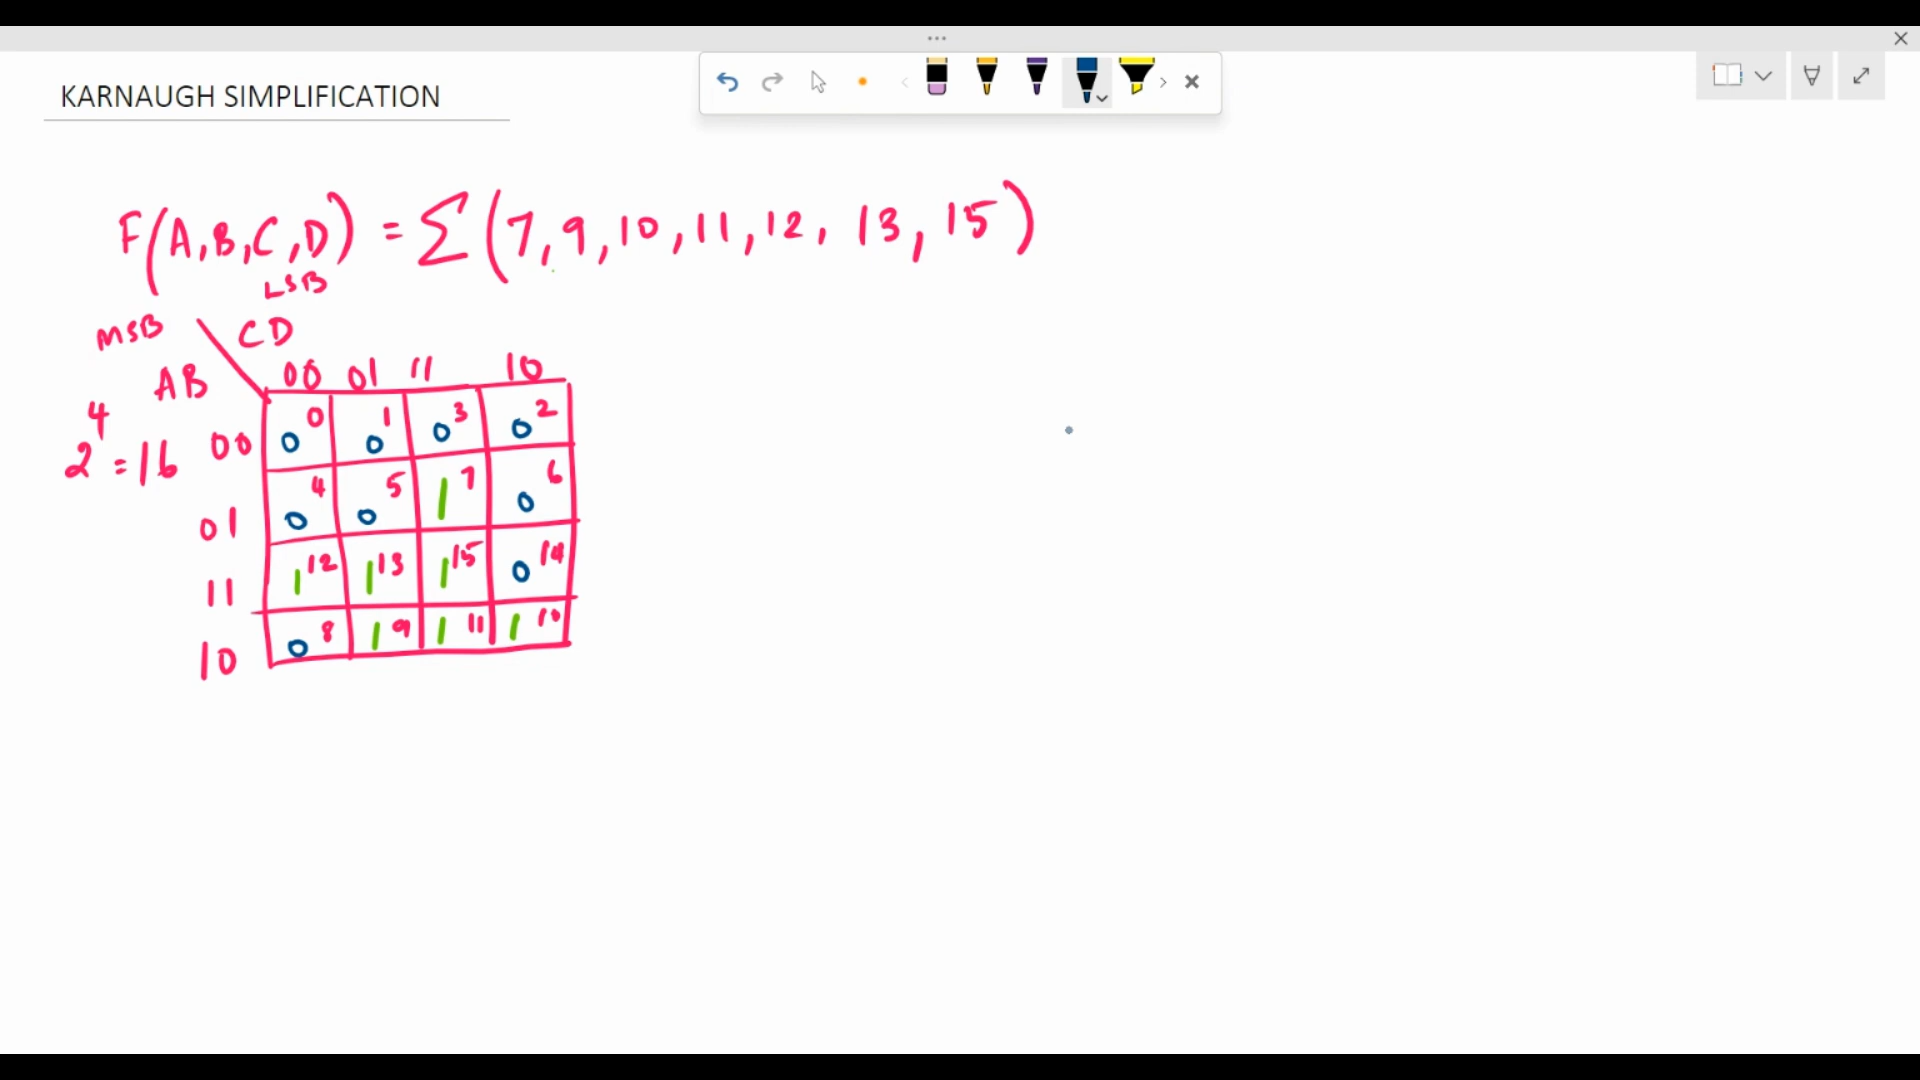 KARNAUGH SIMPLIFICATION
F(A,B,C,D) = Σ(7,9,10,11,12,13,15)
LSB
MSB CD
AB 00 01 11 10
2⁴=16 00 0 0 0 1 0 3 0 2
01 0 4 0 5 1 7 0 6
11 1 12 1 13 1 15 0 14
10 0 8 1 9 1 11 1 10